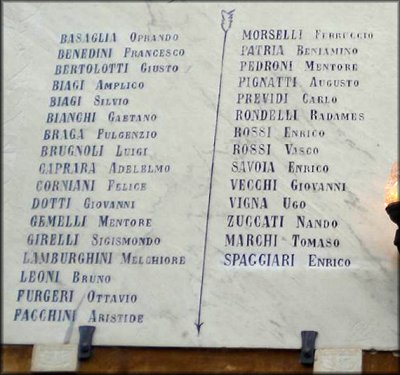 BASAGLIA OPRANDO
BENEDINI FRANCESCO
BERTOLOTTI GIUSTO
BIAGI AMPLICO
BIAGI SILVIO
BIANCHI GAETANO
BRAGA FULGENZIO
BRUGNOLI LUIGI
CAPRARA ADELELMO
CORNIANI FELICE
DOTTI GIOVANNI
GEMELLI MENTORE
GIRELLI SIGISMONDO
LAMBURGHINI MELCHIORE
LEONI BRUNO
FURGERI OTTAVIO
FACCHINI ARISTIDE
MORSELLI FERRUCCIO
PATRIA BENIAMINO
PEDRONI MENTORE
PIGNATTI AUGUSTO
PREVIDI CARLO
RONDELLI RADAMES
ROSSI ENRICO
ROSSI VASCO
SAVOIA ENRICO
VECCHI GIOVANNI
VIGNA UGO
ZUCCATI NANDO
MARCHI TOMASO
SPAGGIARI ENRICO